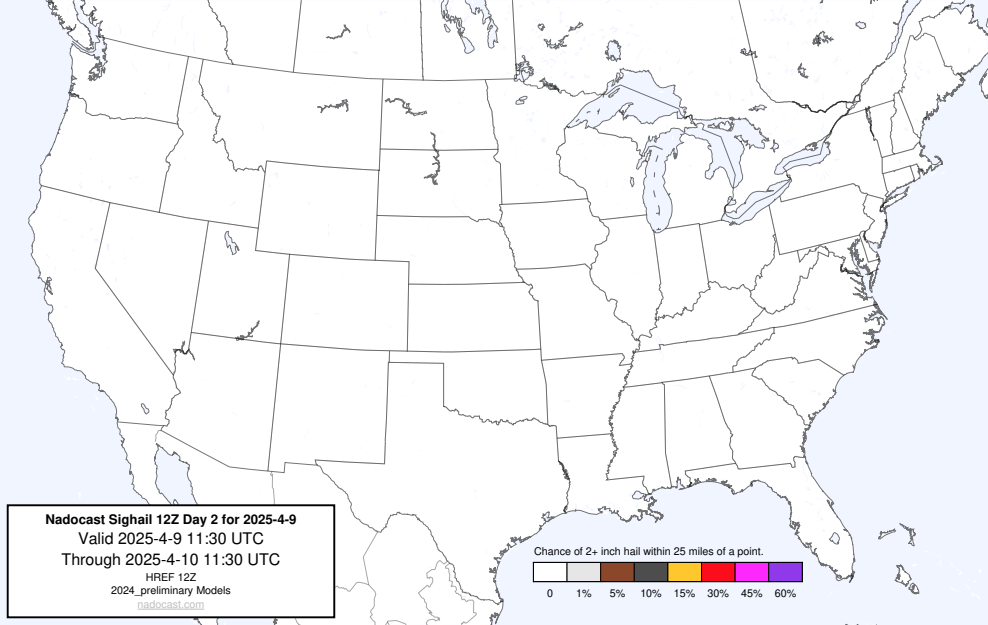 Nadocast Sighail 12Z Day 2 for 2025-4-9
Valid 2025-4-9 11:30 UTC
Through 2025-4-10 11:30 UTC
HREF 12Z
2024_preliminary Models
nadocast.com
Chance of 2+ inch hail within 25 miles of a point.
0 1% 5% 10% 15% 30% 45% 60%